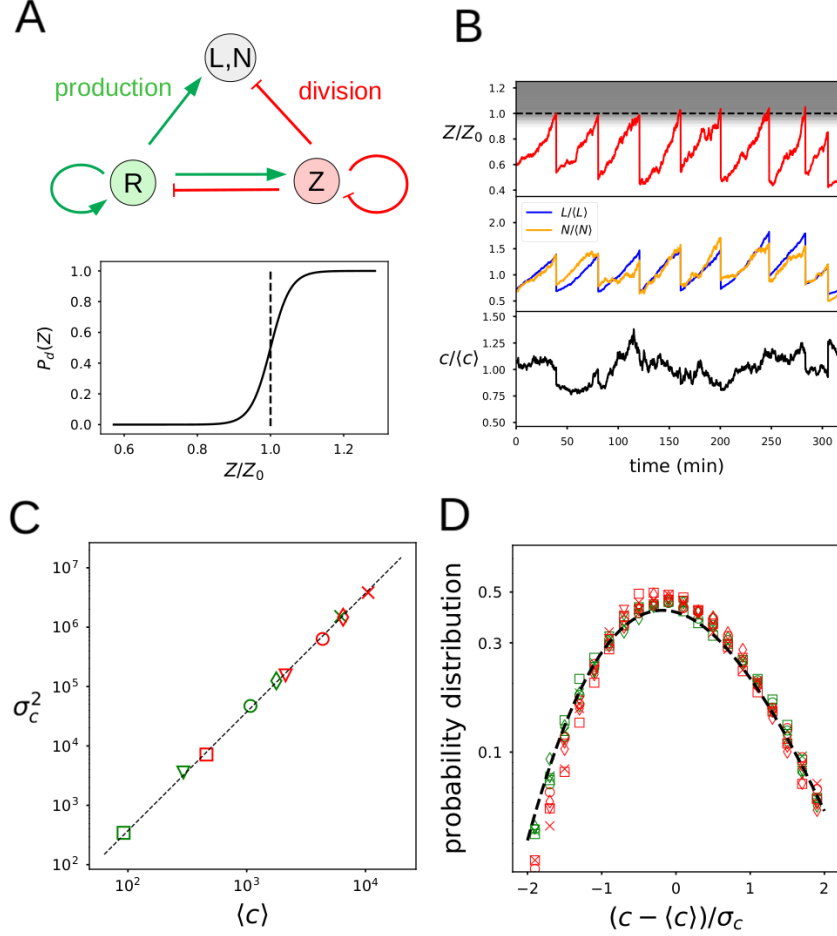 A
L,N
production
division
R
Z
1.0
0.8
0.6
0.4
0.2
0.0
P_d(Z)
0.6
0.8
1.0
1.2
Z/Z_0
B
1.2
1.0
0.8
0.6
0.4
Z/Z_0
2.0
1.5
1.0
0.5
L/⟨L⟩
N/⟨N⟩
1.50
1.25
1.00
0.75
0.50
c/⟨c⟩
0
50
100
150
200
250
300
time (min)
C
10^7
10^6
10^5
10^4
10^3
10^2
σ_c^2
10^2
10^3
10^4
⟨c⟩
D
0.5
0.3
0.1
probability distribution
−2
−1
0
1
2
(c − ⟨c⟩)/σ_c